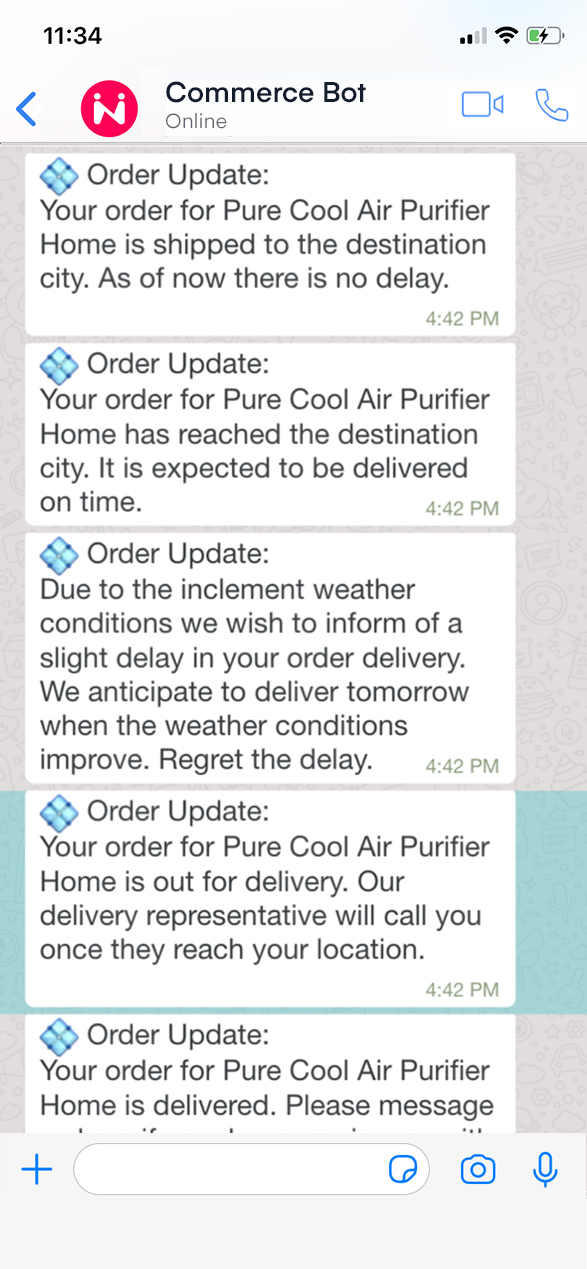 11:34
Commerce Bot
Online
Order Update:
Your order for Pure Cool Air Purifier
Home is shipped to the destination
city. As of now there is no delay.
4:42 PM
Order Update:
Your order for Pure Cool Air Purifier
Home has reached the destination
city. It is expected to be delivered
on time.
4:42 PM
Order Update:
Due to the inclement weather
conditions we wish to inform of a
slight delay in your order delivery.
We anticipate to deliver tomorrow
when the weather conditions
improve. Regret the delay.
4:42 PM
Order Update:
Your order for Pure Cool Air Purifier
Home is out for delivery. Our
delivery representative will call you
once they reach your location.
4:42 PM
Order Update:
Your order for Pure Cool Air Purifier
Home is delivered. Please message